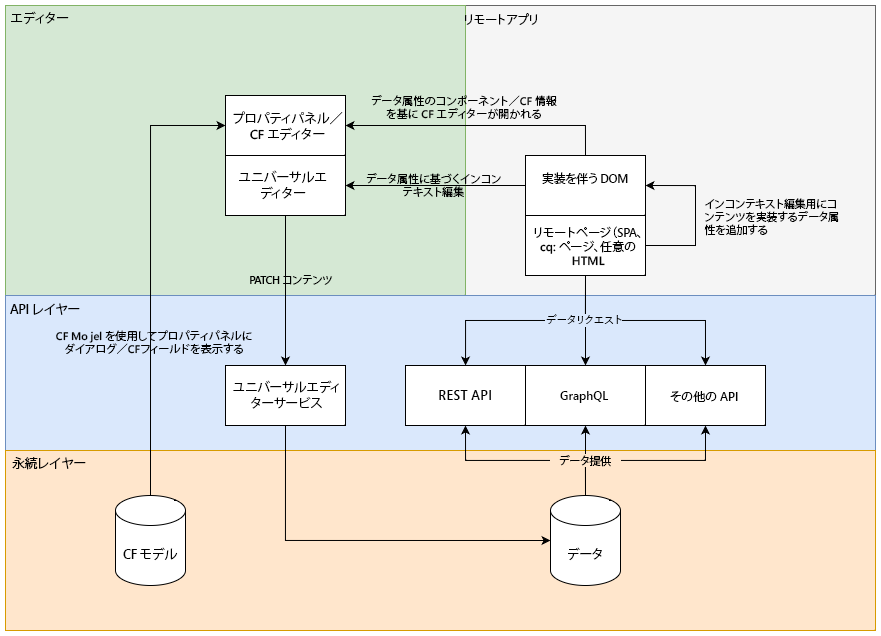 エディター
リモートアプリ
データ属性のコンポーネント／CF 情報
を基に CF エディターが開かれる
プロパティパネル／
CF エディター
ユニバーサルエ
ディター
データ属性に基づくインコン
テキスト編集
実装を伴う DOM
リモートページ（SPA、
cq: ページ、任意の
HTML
インコンテキスト編集用にコ
ンテンツを実装するデータ属
性を追加する
PATCH コンテンツ
API レイヤー
CF Mo jel を使用してプロパティパネルに
ダイアログ／CFフィールドを表示する
データリクエスト
ユニバーサルエディ
ターサービス
REST API
GraphQL
その他の API
永続レイヤー
データ提供
CF モデル
データ